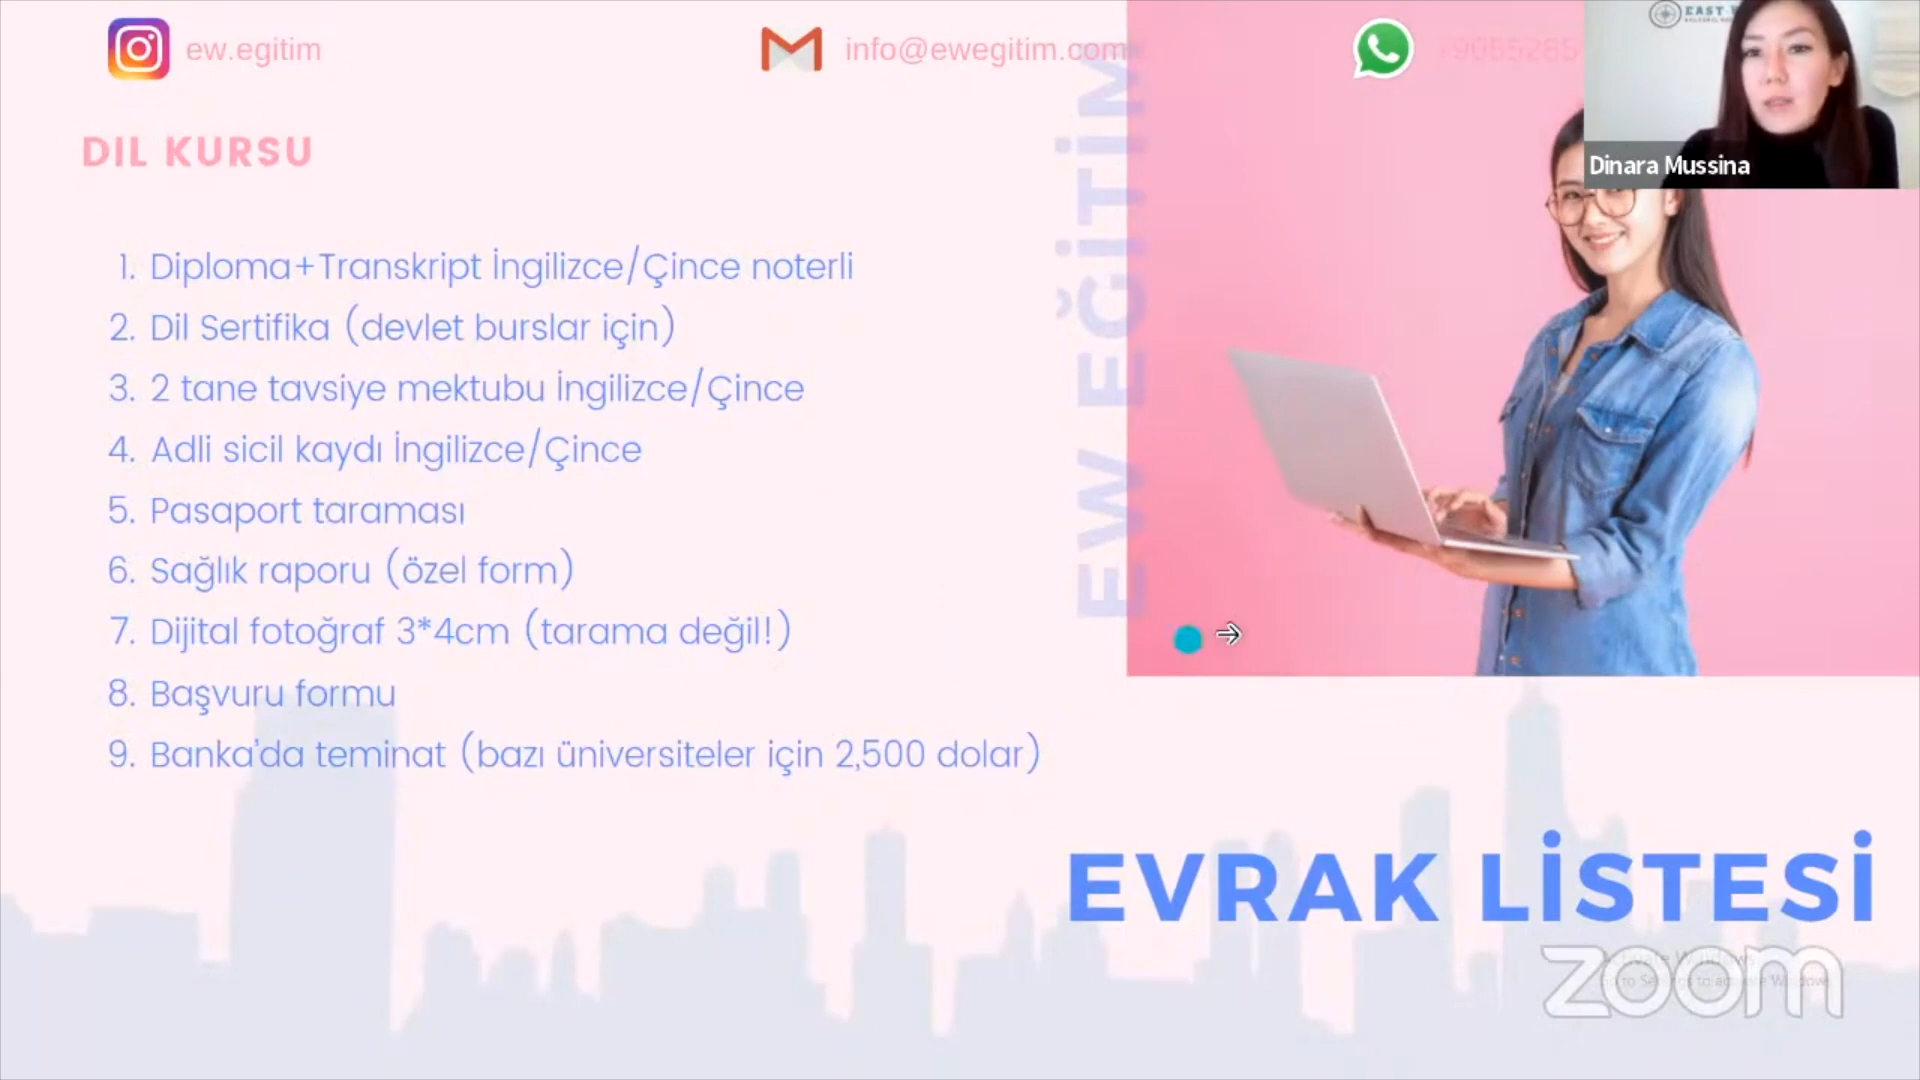 ew.egitim
info@ewegitim.com
EAST
Dinara Mussina
DIL KURSU
1. Diploma+Transkript İngilizce/Çince noterli
2. Dil Sertifika (devlet burslar için)
3. 2 tane tavsiye mektubu İngilizce/Çince
4. Adli sicil kaydı İngilizce/Çince
5. Pasaport taraması
6. Sağlık raporu (özel form)
7. Dijital fotoğraf 3*4cm (tarama değil!)
8. Başvuru formu
9. Banka'da teminat (bazı üniversiteler için 2,500 dolar)
EW EĞİTİM
EVRAK LİSTESİ
zoom